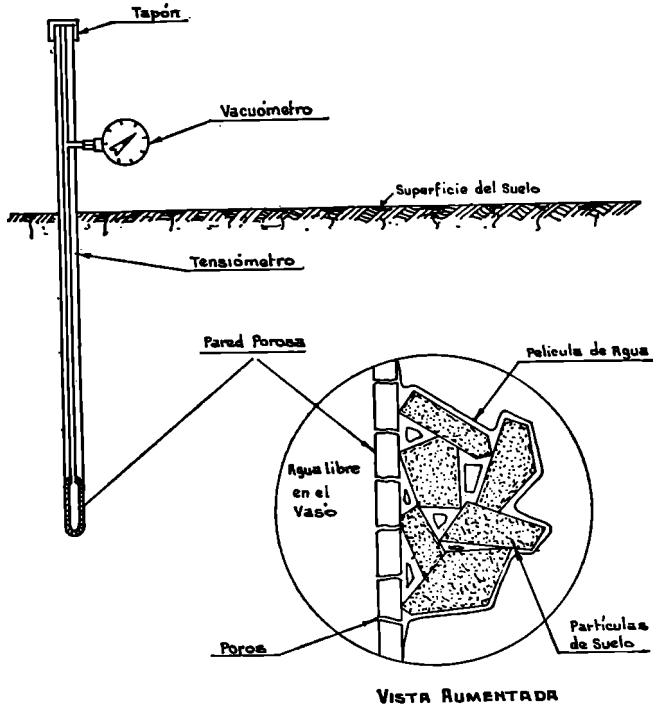 Tapón
Vacuómetro
Superficie del Suelo
Tensiómetro
Pared Porosa
Pelicula de Agua
Agua libre
en el
Vaso
Poros
Partículas
de Suelo
VISTA AUMENTADA